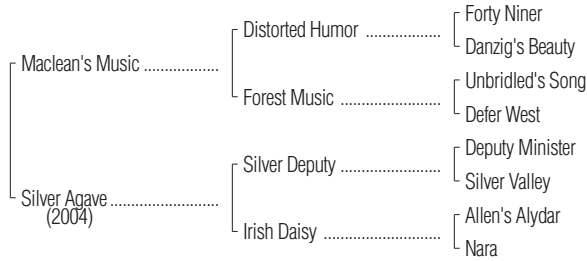 Forty Niner
Distorted Humor ..................
Danzig's Beauty
Maclean's Music ..................
Unbridled's Song
Forest Music ........................
Defer West
Deputy Minister
Silver Deputy ........................
Silver Valley
Silver Agave ..........................
(2004)
Allen's Alydar
Irish Daisy ............................
Nara